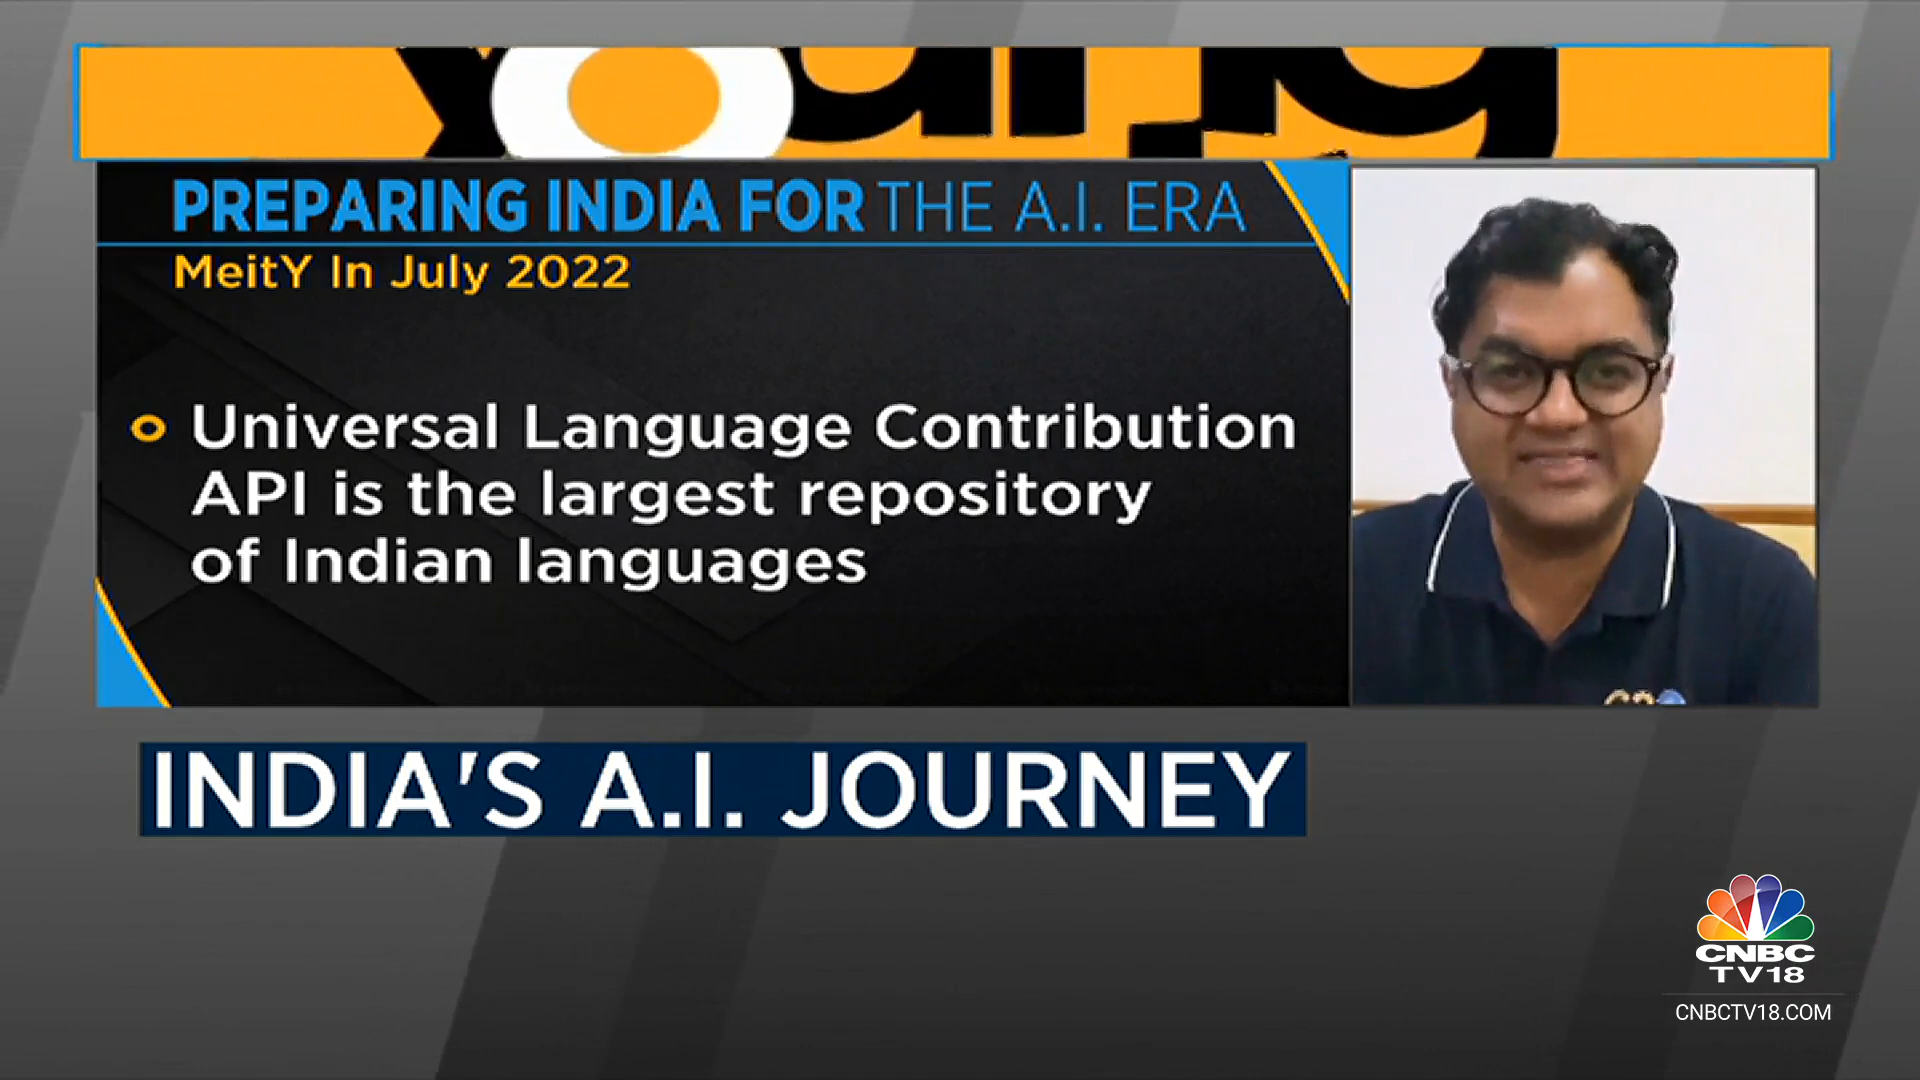 Young
PREPARING INDIA FOR THE A.I. ERA
MeitY In July 2022
Universal Language Contribution
API is the largest repository
of Indian languages
INDIA'S A.I. JOURNEY
CNBC
TV18
CNBCTV18.COM